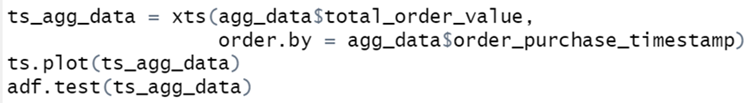 ts_agg_data = xts(agg_data$total_order_value,
order.by = agg_data$order_purchase_timestamp)
ts.plot(ts_agg_data)
adf.test(ts_agg_data)